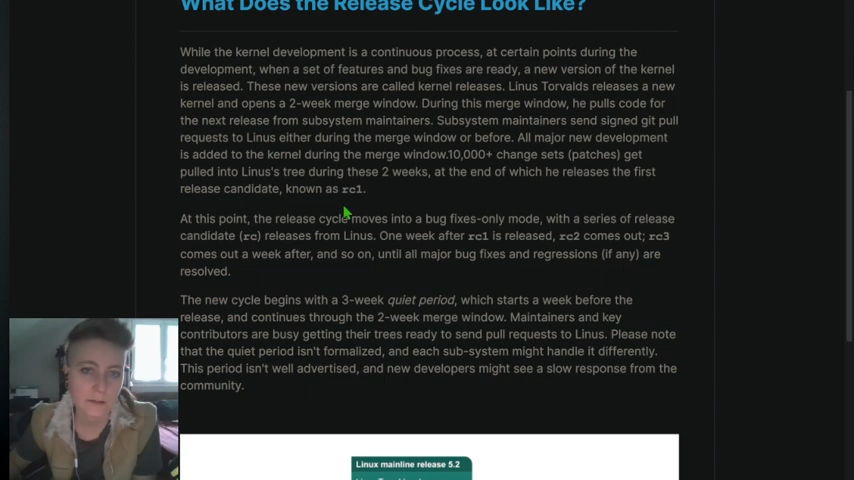 What Does the Release Cycle Look Like?
While the kernel development is a continuous process, at certain points during the
development, when a set of features and bug fixes are ready, a new version of the kernel
is released. These new versions are called kernel releases. Linus Torvalds releases a new
kernel and opens a 2-week merge window. During this merge window, he pulls code for
the next release from subsystem maintainers. Subsystem maintainers send signed git pull
requests to Linus either during the merge window or before. All major new development
is added to the kernel during the merge window.10,000+ change sets (patches) get
pulled into Linus's tree during these 2 weeks, at the end of which he releases the first
release candidate, known as rc1.
At this point, the release cycle moves into a bug fixes-only mode, with a series of release
candidate (rc) releases from Linus. One week after rc1 is released, rc2 comes out; rc3
comes out a week after, and so on, until all major bug fixes and regressions (if any) are
resolved.
The new cycle begins with a 3-week quiet period, which starts a week before the
release, and continues through the 2-week merge window. Maintainers and key
contributors are busy getting their trees ready to send pull requests to Linus. Please note
that the quiet period isn't formalized, and each sub-system might handle it differently.
This period isn't well advertised, and new developers might see a slow response from the
community.
Linux mainline release 5.2